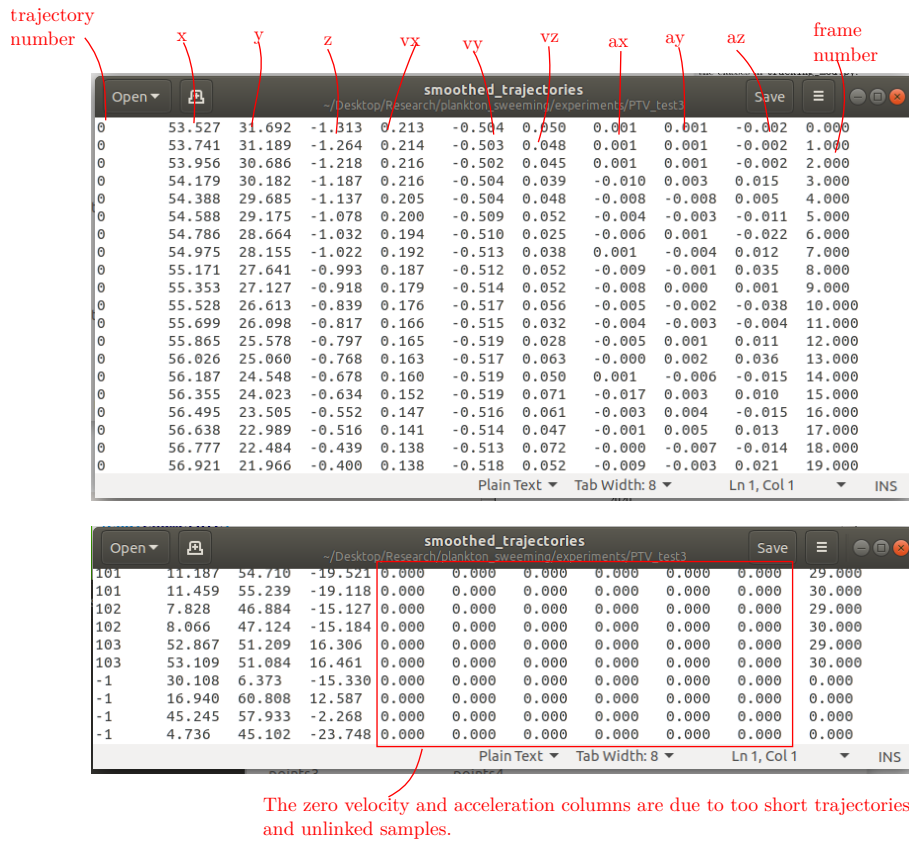 trajectory
number
x
y
z
vx
vy
vz
ax
ay
az
frame
number
Open
smoothed_trajectories
~/Desktop/Research/plankton_sweeming/experiments/PTV_test3
Save
0 53.527 31.692 -1.313 0.213 -0.504 0.050 0.001 0.001 -0.002 0.000
0 53.741 31.189 -1.264 0.214 -0.503 0.048 0.001 0.001 -0.002 1.000
0 53.956 30.686 -1.218 0.216 -0.502 0.045 0.001 0.001 -0.002 2.000
0 54.179 30.182 -1.187 0.216 -0.504 0.039 -0.010 0.003 0.015 3.000
0 54.388 29.685 -1.137 0.205 -0.504 0.048 -0.008 -0.008 0.005 4.000
0 54.588 29.175 -1.078 0.200 -0.509 0.052 -0.004 -0.003 -0.011 5.000
0 54.786 28.664 -1.032 0.194 -0.510 0.025 -0.006 0.001 -0.022 6.000
0 54.975 28.155 -1.022 0.192 -0.513 0.038 0.001 -0.004 0.012 7.000
0 55.171 27.641 -0.993 0.187 -0.512 0.052 -0.009 -0.001 0.035 8.000
0 55.353 27.127 -0.918 0.179 -0.514 0.052 -0.008 0.000 0.001 9.000
0 55.528 26.613 -0.839 0.176 -0.517 0.056 -0.005 -0.002 -0.038 10.000
0 55.699 26.098 -0.817 0.166 -0.515 0.032 -0.004 -0.003 -0.004 11.000
0 55.865 25.578 -0.797 0.165 -0.519 0.028 -0.005 0.001 0.011 12.000
0 56.026 25.060 -0.768 0.163 -0.517 0.063 -0.000 0.002 0.036 13.000
0 56.187 24.548 -0.678 0.160 -0.519 0.050 0.001 -0.006 -0.015 14.000
0 56.355 24.023 -0.634 0.152 -0.519 0.071 -0.017 0.003 0.010 15.000
0 56.495 23.505 -0.552 0.147 -0.516 0.061 -0.003 0.004 -0.015 16.000
0 56.638 22.989 -0.516 0.141 -0.514 0.047 -0.001 0.005 0.013 17.000
0 56.777 22.484 -0.439 0.138 -0.513 0.072 -0.000 -0.007 -0.014 18.000
0 56.921 21.966 -0.400 0.138 -0.518 0.052 -0.009 -0.003 0.021 19.000
Plain Text Tab Width: 8 Ln 1, Col 1 INS
Open
smoothed_trajectories
~/Desktop/Research/plankton_sweeming/experiments/PTV_test3
Save
101 11.187 54.710 -19.521 0.000 0.000 0.000 0.000 0.000 0.000 29.000
101 11.459 55.239 -19.118 0.000 0.000 0.000 0.000 0.000 0.000 30.000
102 7.828 46.884 -15.127 0.000 0.000 0.000 0.000 0.000 0.000 29.000
102 8.066 47.124 -15.184 0.000 0.000 0.000 0.000 0.000 0.000 30.000
103 52.867 51.209 16.306 0.000 0.000 0.000 0.000 0.000 0.000 29.000
103 53.109 51.084 16.461 0.000 0.000 0.000 0.000 0.000 0.000 30.000
-1 30.108 6.373 -15.330 0.000 0.000 0.000 0.000 0.000 0.000 0.000
-1 16.940 60.808 12.587 0.000 0.000 0.000 0.000 0.000 0.000 0.000
-1 45.245 57.933 -2.268 0.000 0.000 0.000 0.000 0.000 0.000 0.000
-1 4.736 45.102 -23.748 0.000 0.000 0.000 0.000 0.000 0.000 0.000
Plain Text Tab Width: 8 Ln 1, Col 1 INS
The zero velocity and acceleration columns are due to too short trajectories
and unlinked samples.